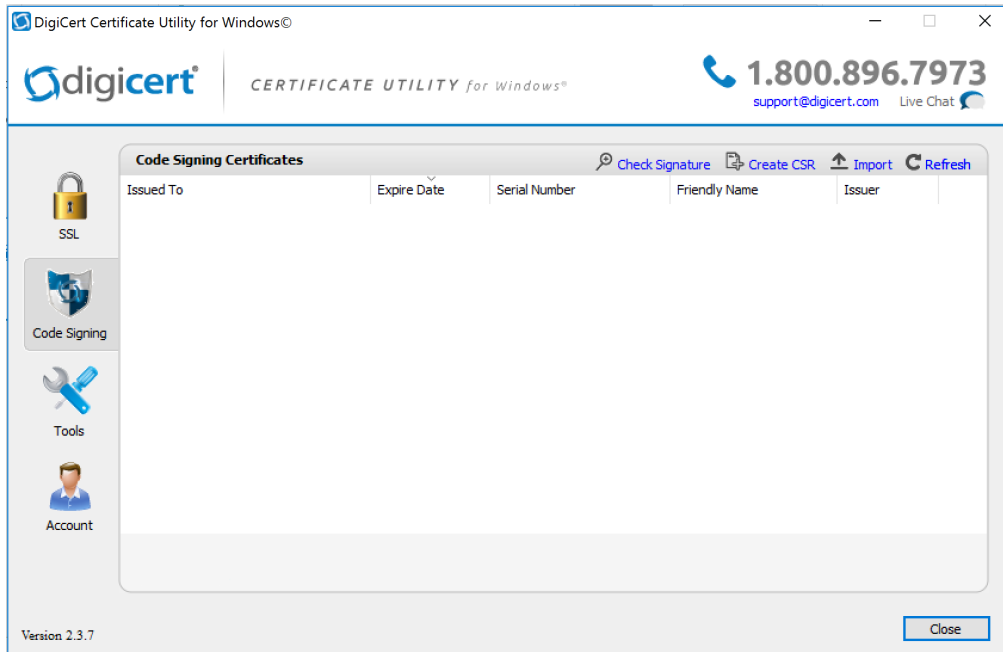 DigiCert Certificate Utility for Windows©
digicert® CERTIFICATE UTILITY for Windows® 1.800.896.7973
support@digicert.com Live Chat
Code Signing Certificates Check Signature Create CSR Import Refresh
Issued To Expire Date Serial Number Friendly Name Issuer
SSL
Code Signing
Tools
Account
Version 2.3.7 Close